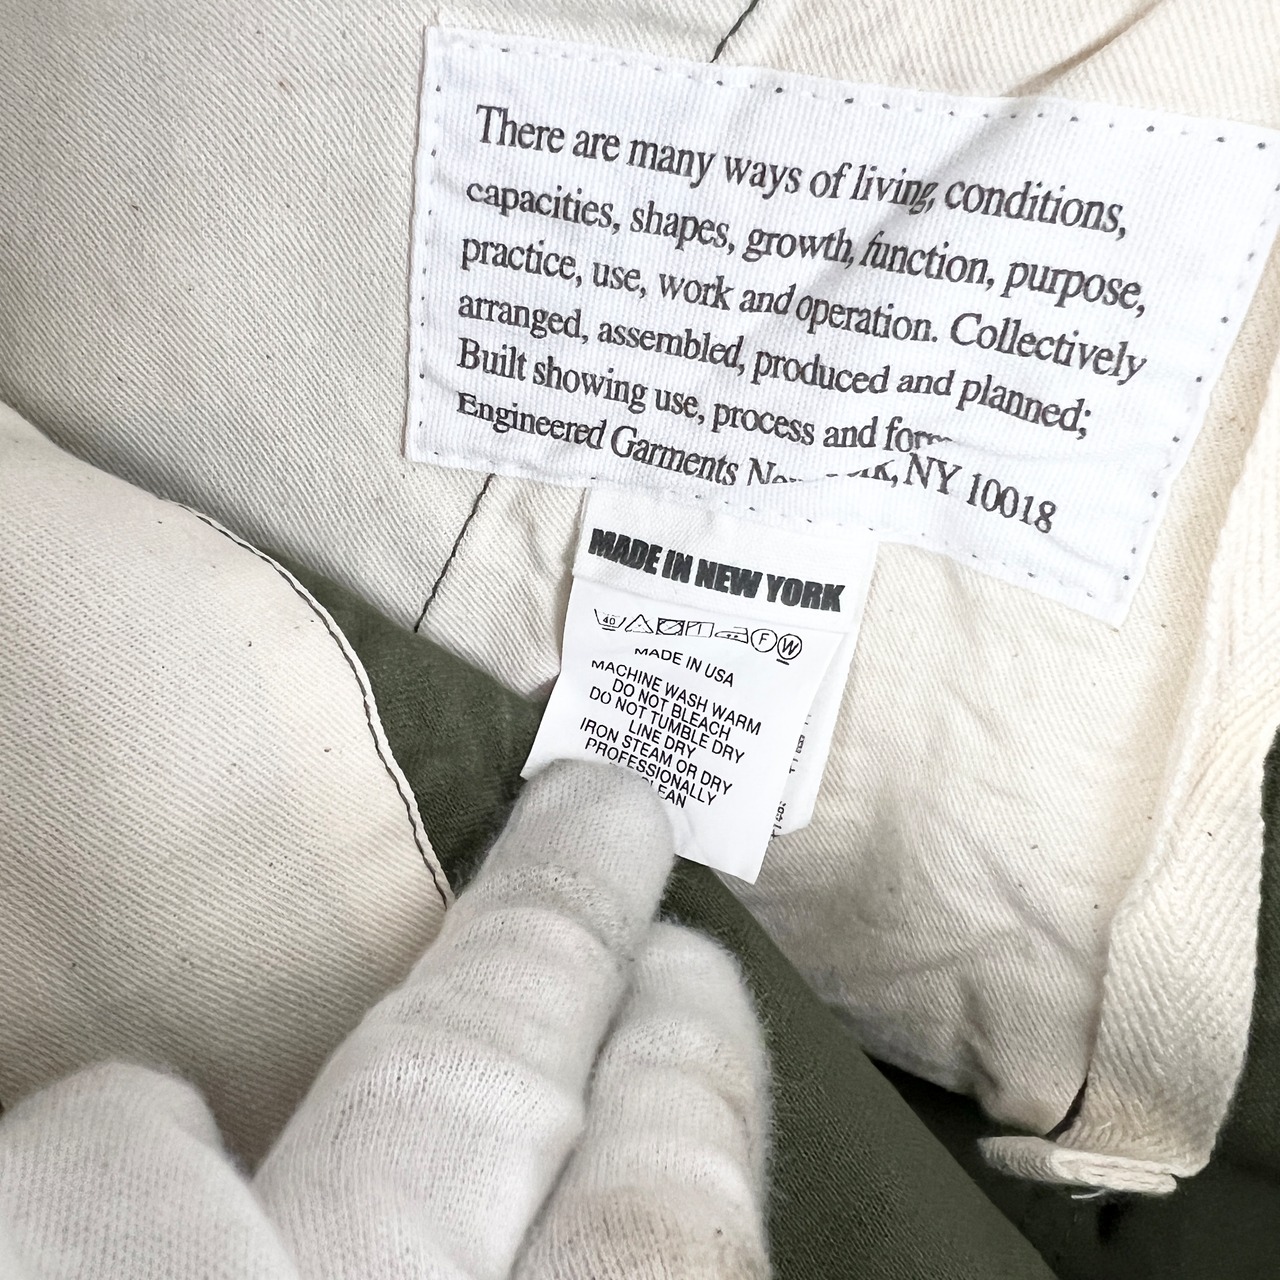 There are many ways of living, conditions,
capacities, shapes, growth, function, purpose,
practice, use, work and operation. Collectively
arranged, assembled, produced and planned;
Built showing use, process and
Engineered Garments NY 10018
MADE IN NEW YORK
40 F W
MADE IN USA
MACHINE WASH WARM
DO NOT BLEACH
DO NOT TUMBLE DRY
LINE DRY
IRON STEAM OR DRY
PROFESSIONALLY